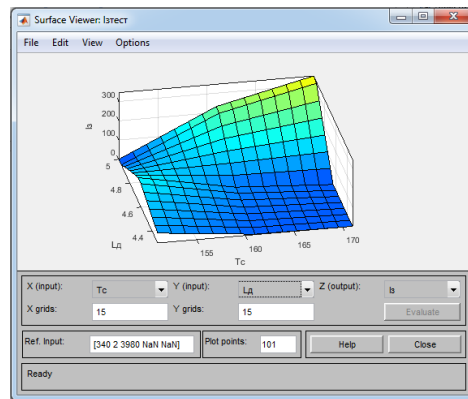 Surface Viewer: Iзтест
File Edit View Options
300
200
100
0
Iз
5
4.8
4.6
4.4
Lд
155 160 165 170
Tc
X (input): Tc Y (input): Lд Z (output): Iз
X grids: 15 Y grids: 15 Evaluate
Ref. Input: [340 2 3980 NaN NaN] Plot points: 101 Help Close
Ready